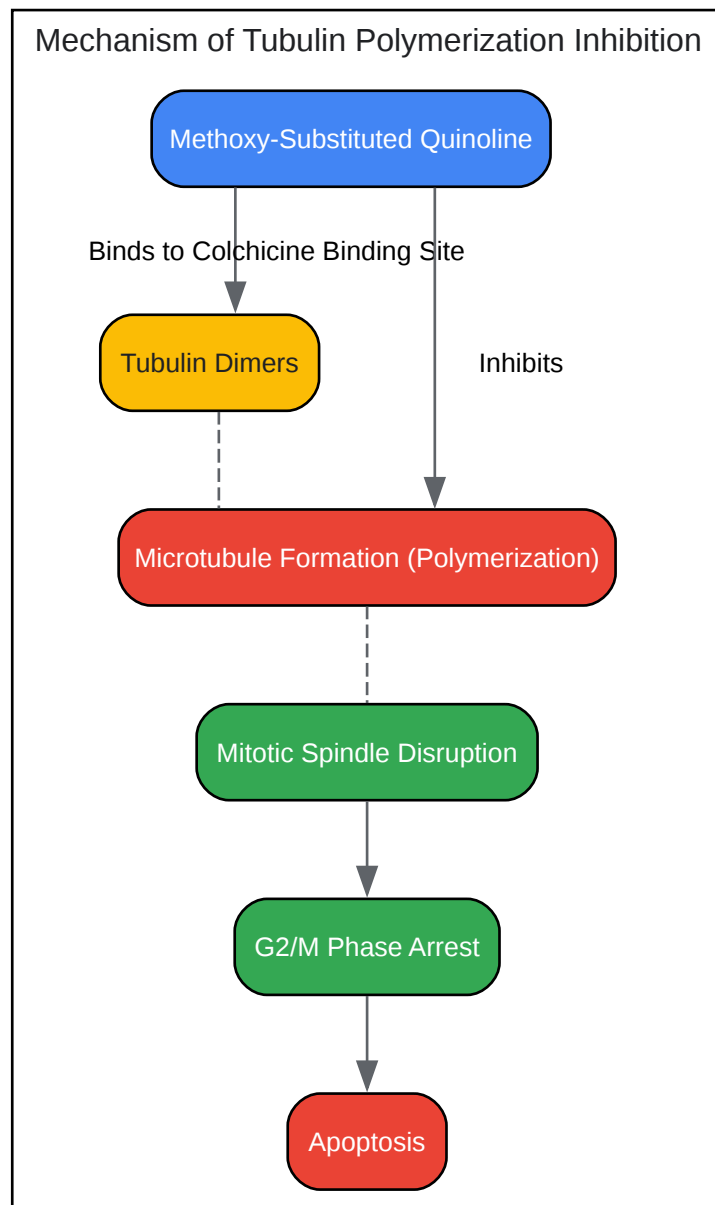 Mechanism of Tubulin Polymerization Inhibition
Methoxy-Substituted Quinoline
Binds to Colchicine Binding Site
Tubulin Dimers
Inhibits
Microtubule Formation (Polymerization)
Mitotic Spindle Disruption
G2/M Phase Arrest
Apoptosis